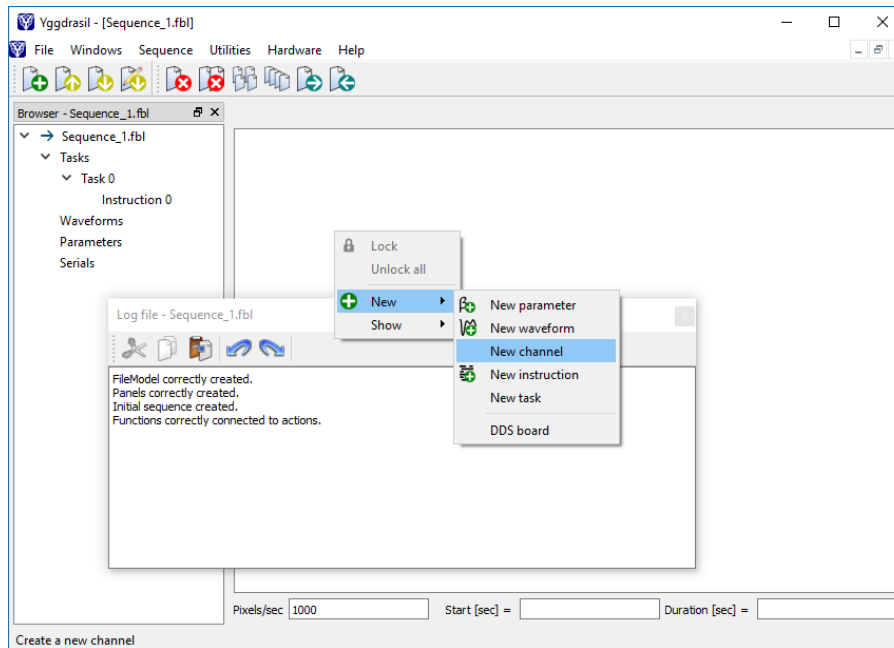 Yggdrasil - [Sequence_1.fbl]
File Windows Sequence Utilities Hardware Help
Browser - Sequence_1.fbl
Sequence_1.fbl
Tasks
Task 0
Instruction 0
Waveforms
Parameters
Serials
Lock
Unlock all
New
Show
New parameter
New waveform
New channel
New instruction
New task
DDS board
Log file - Sequence_1.fbl
FileModel correctly created.
Panels correctly created.
Initial sequence created.
Functions correctly connected to actions.
Pixels/sec 1000 Start [sec] = Duration [sec] =
Create a new channel